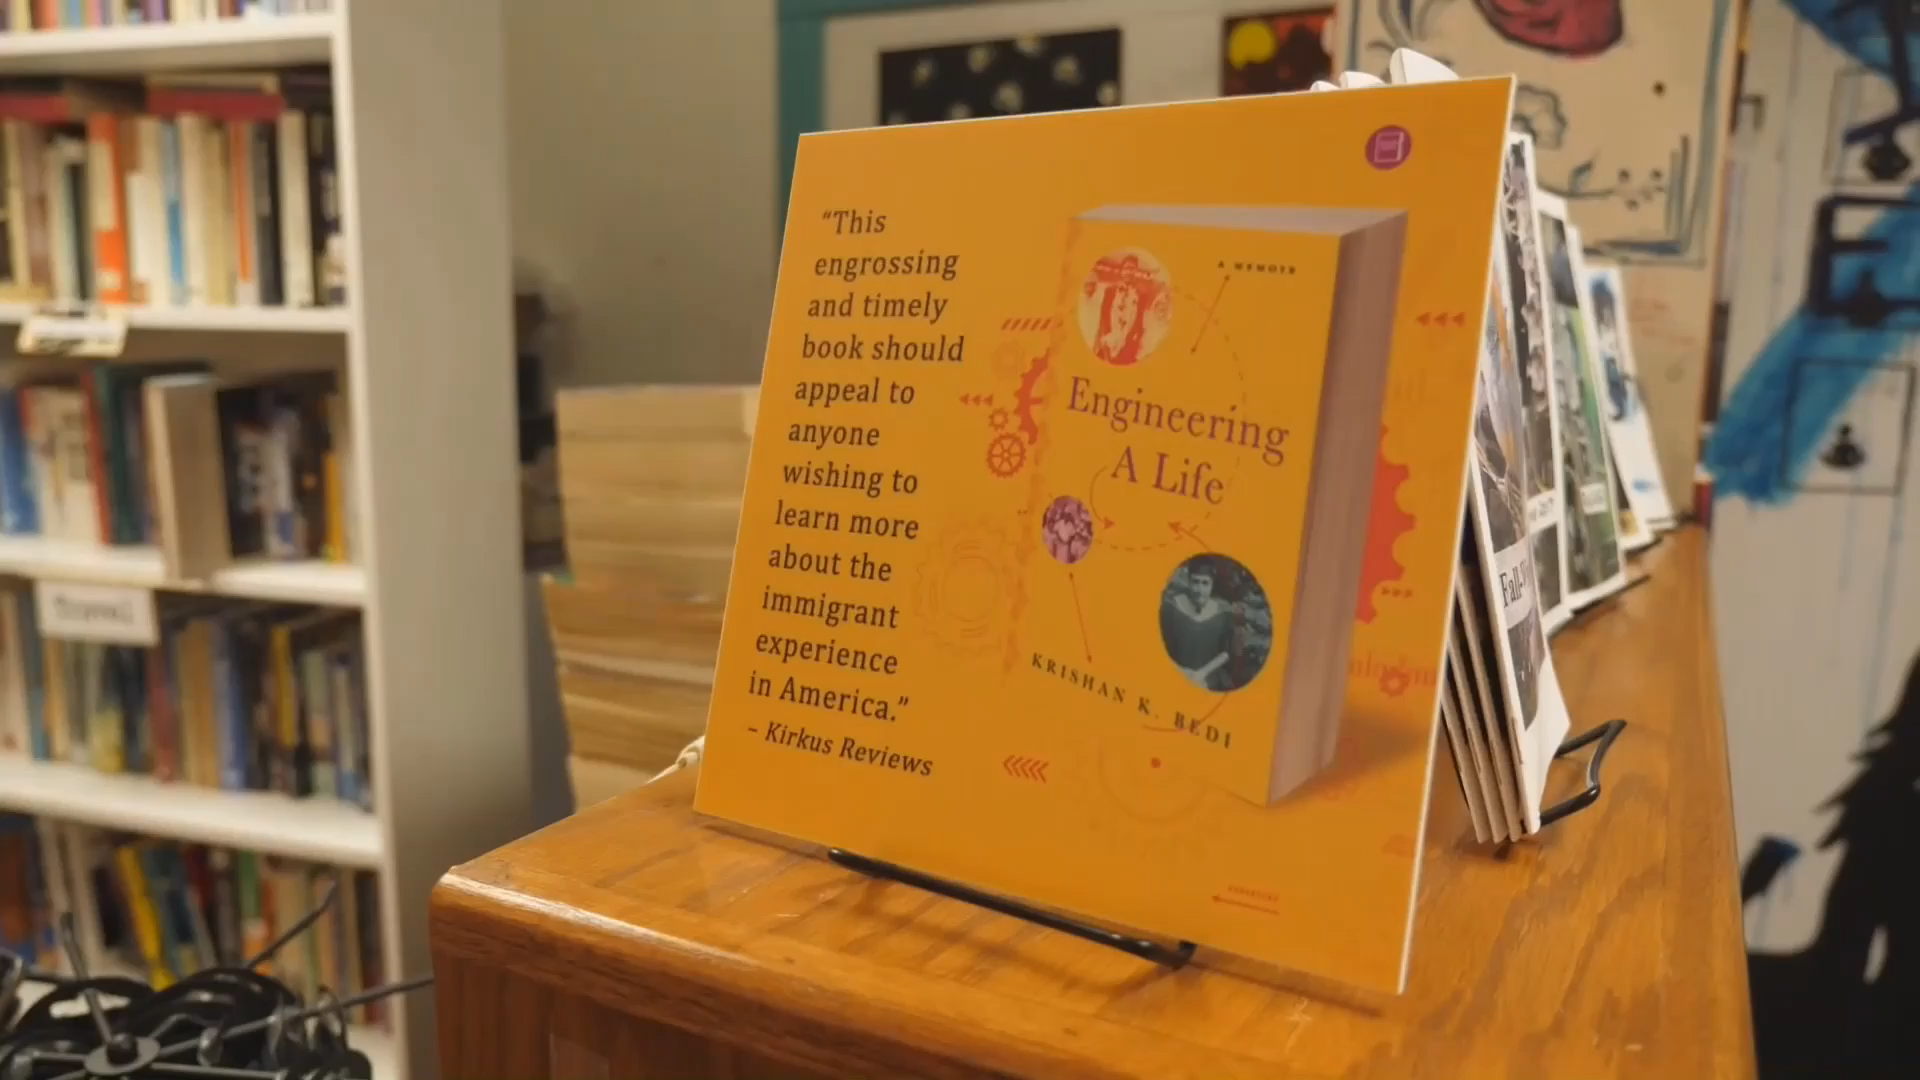 “This
engrossing
and timely
book should
appeal to
anyone
wishing to
learn more
about the
immigrant
experience
in America.”
– Kirkus Reviews
A MEMOIR
Engineering
A Life
KRISHAN K. BEDI
Travel